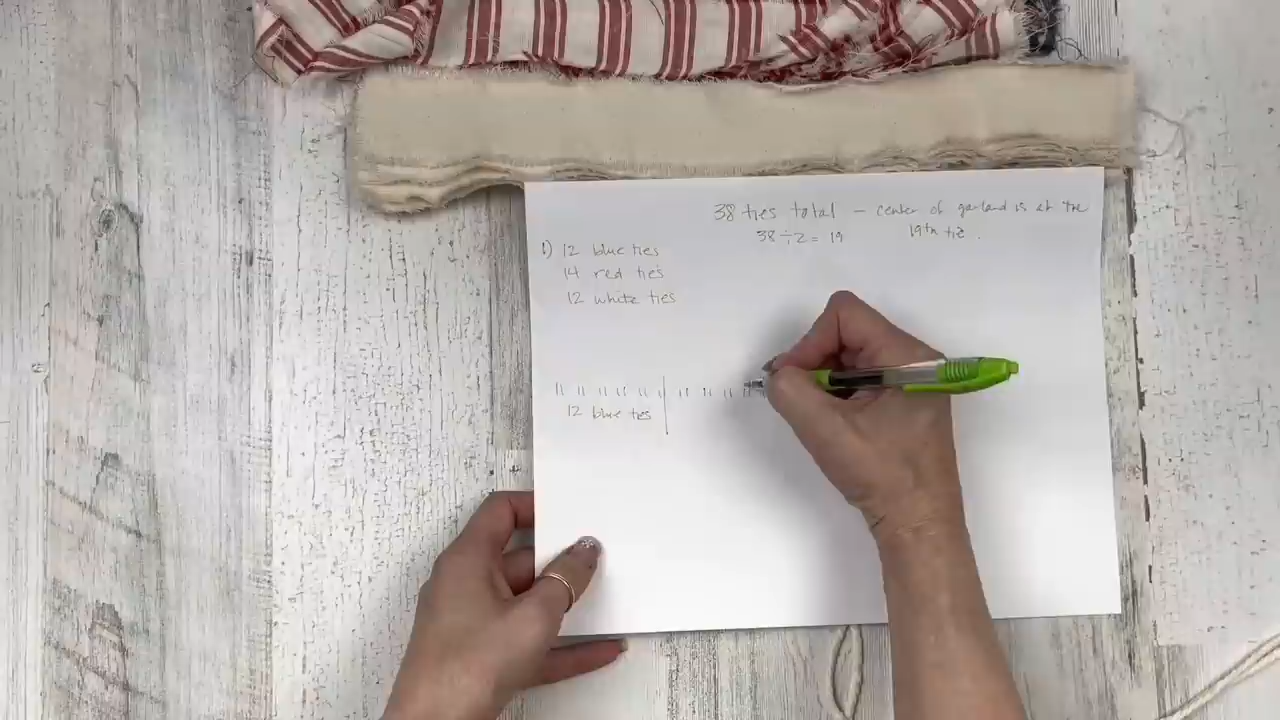 38 ties total — center of garland is at the
38 ÷ 2 = 19 19th tie.
1) 12 blue ties
14 red ties
12 white ties
12 blue ties